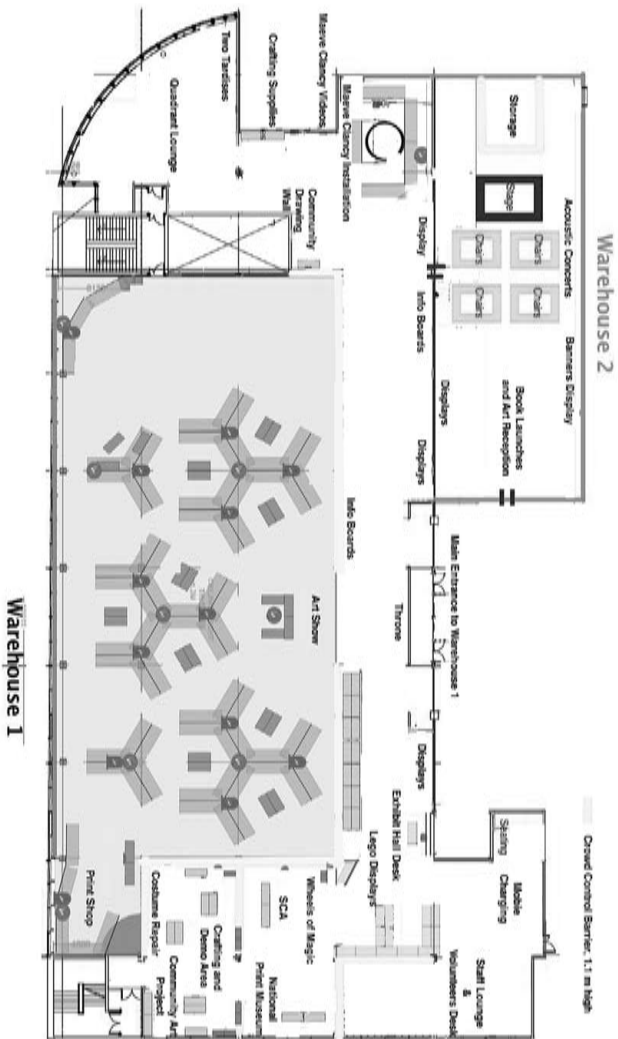 Warehouse 2
Acoustic Concerts
Banners Display
Storage
Stage
Chairs
Chairs
Chairs
Chairs
Book Launches
and Art Reception
Maeve Clancy Videos
Crafting Supplies
Two Tardises
Quadrant Lounge
Maeve Clancy Installation
Community
Drawing
Wall
Display
Info Boards
Displays
Displays
Info Boards
Main Entrance to Warehouse 1
Throne
Art Show
Displays
Warehouse 1
Crowd Control Barrier, 1.1 m high
Seating
Mobile
Charging
Staff Lounge
&
Volunteers Desk
Exhibit Hall Desk
Lego Displays
Wheels of Magic
SCA
National
Print Museum
Crafting and
Demo Area
Community Art
Project
Costume Repair
Print Shop